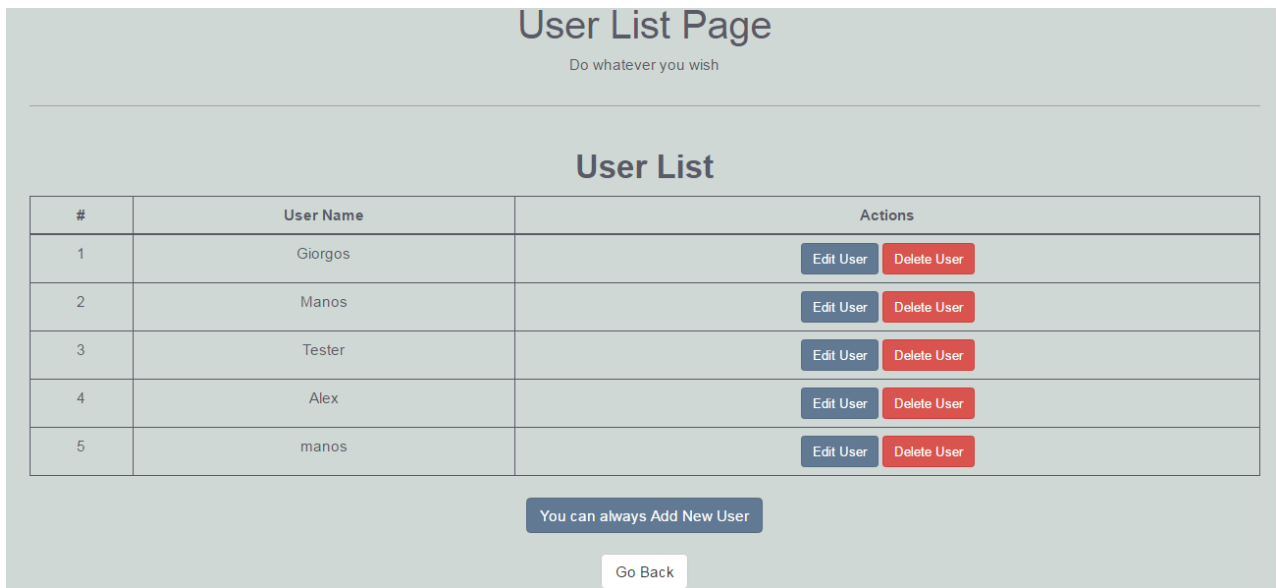 User List Page
Do whatever you wish
User List
# User Name Actions
1 Giorgos Edit User Delete User
2 Manos Edit User Delete User
3 Tester Edit User Delete User
4 Alex Edit User Delete User
5 manos Edit User Delete User
You can always Add New User
Go Back